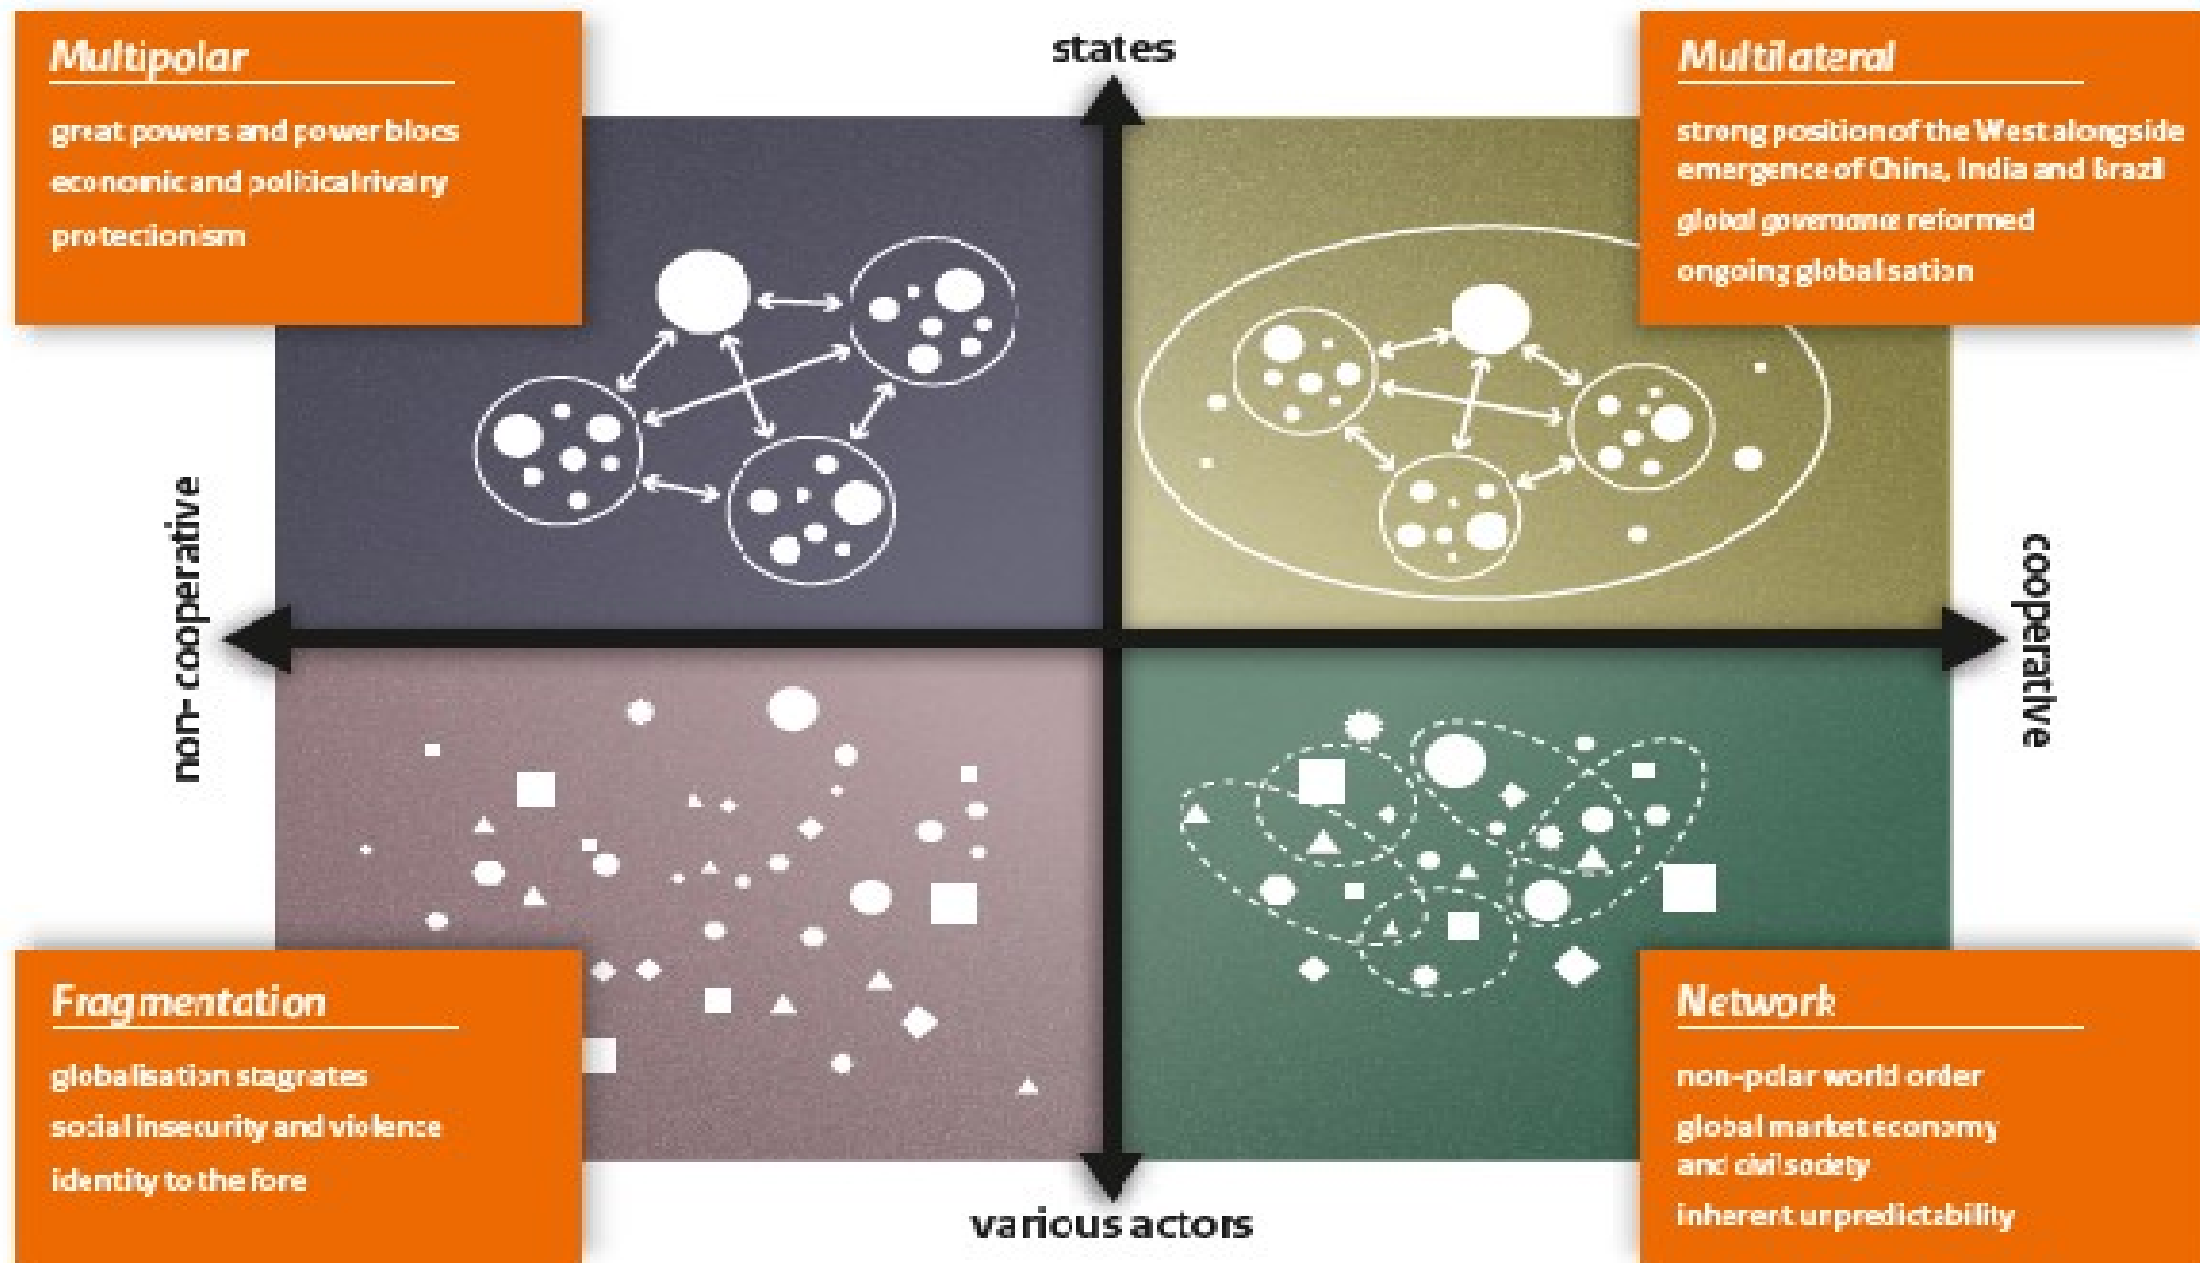 Multipolar
great powers and power blocs
economic and political rivalry
protectionism
states
Multilateral
strong position of the West alongside
emergence of China, India and Brazil
global governance reformed
ongoing globalisation
non-cooperative
cooperative
Fragmentation
globalisation stagnates
social insecurity and violence
identity to the fore
various actors
Network
non-polar world order
global market economy
and civil society
inherent unpredictability